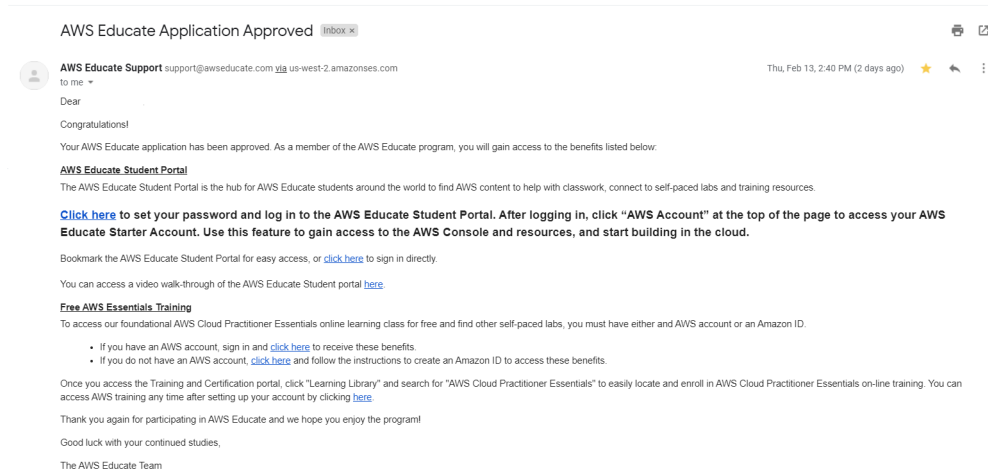 AWS Educate Application Approved Inbox ×
AWS Educate Support support@awseducate.com via us-west-2.amazonses.com Thu, Feb 13, 2:40 PM (2 days ago)
to me
Dear
Congratulations!
Your AWS Educate application has been approved. As a member of the AWS Educate program, you will gain access to the benefits listed below:
AWS Educate Student Portal
The AWS Educate Student Portal is the hub for AWS Educate students around the world to find AWS content to help with classwork, connect to self-paced labs and training resources.
Click here to set your password and log in to the AWS Educate Student Portal. After logging in, click “AWS Account” at the top of the page to access your AWS
Educate Starter Account. Use this feature to gain access to the AWS Console and resources, and start building in the cloud.
Bookmark the AWS Educate Student Portal for easy access, or click here to sign in directly.
You can access a video walk-through of the AWS Educate Student portal here.
Free AWS Essentials Training
To access our foundational AWS Cloud Practitioner Essentials online learning class for free and find other self-paced labs, you must have either and AWS account or an Amazon ID.
• If you have an AWS account, sign in and click here to receive these benefits.
• If you do not have an AWS account, click here and follow the instructions to create an Amazon ID to access these benefits.
Once you access the Training and Certification portal, click "Learning Library" and search for "AWS Cloud Practitioner Essentials" to easily locate and enroll in AWS Cloud Practitioner Essentials on-line training. You can
access AWS training any time after setting up your account by clicking here.
Thank you again for participating in AWS Educate and we hope you enjoy the program!
Good luck with your continued studies,
The AWS Educate Team